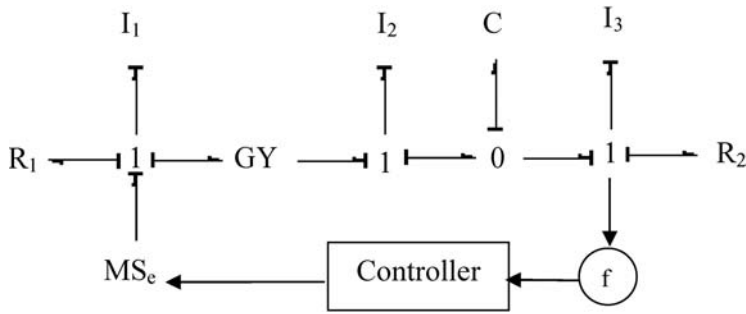 I₁ I₂ C I₃
R₁ 1 GY 1 0 1 R₂
MSₑ Controller f